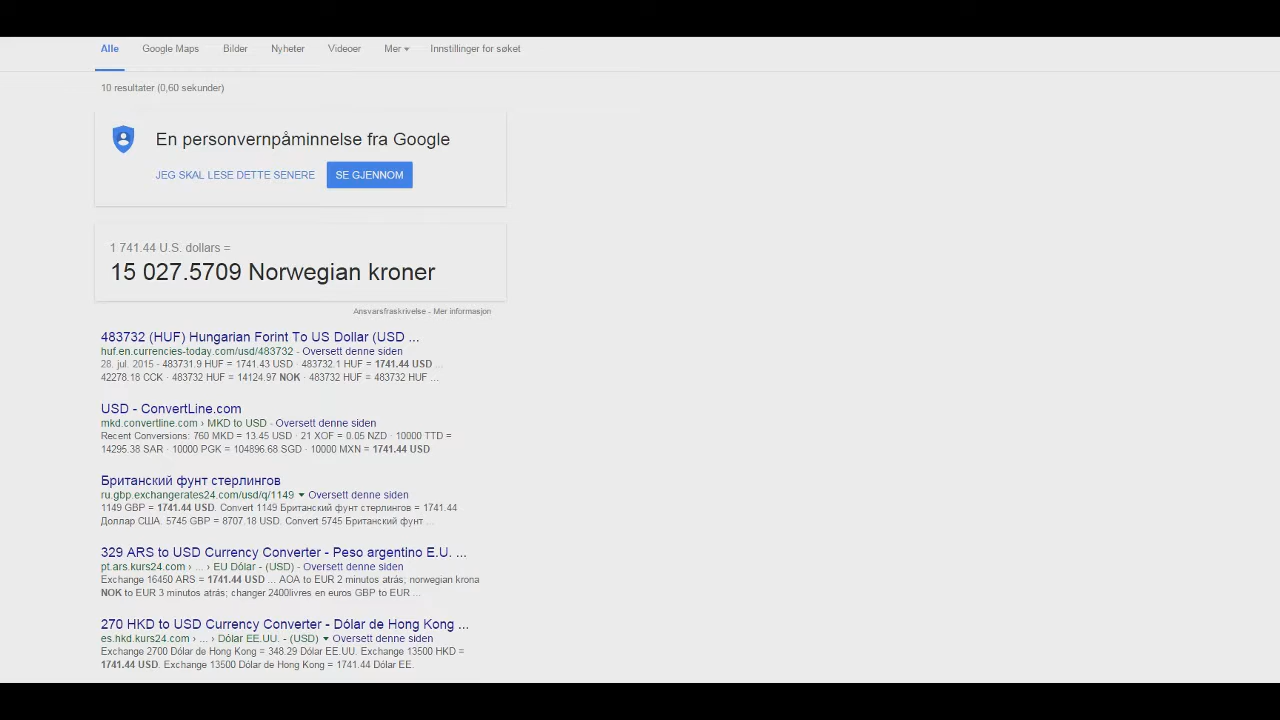 Alle Google Maps Bilder Nyheter Videoer Mer Innstillinger for søket
10 resultater (0,60 sekunder)
En personvernpåminnelse fra Google
JEG SKAL LESE DETTE SENERE SE GJENNOM
1 741.44 U.S. dollars =
15 027.5709 Norwegian kroner
Ansvarsfraskrivelse - Mer informasjon
483732 (HUF) Hungarian Forint To US Dollar (USD ...
huf.en.currencies-today.com/usd/483732 - Oversett denne siden
28. jul. 2015 - 483731.9 HUF = 1741.43 USD · 483732.1 HUF = 1741.44 USD ...
42278.18 CCK · 483732 HUF = 14124.97 NOK · 483732 HUF = 483732 HUF ...
USD - ConvertLine.com
mkd.convertline.com › MKD to USD - Oversett denne siden
Recent Conversions: 760 MKD = 13.45 USD · 21 XOF = 0.05 NZD · 10000 TTD =
14295.38 SAR · 10000 PGK = 104896.68 SGD · 10000 MXN = 1741.44 USD
Британский фунт стерлингов
ru.gbp.exchangerates24.com/usd/q/1149 Oversett denne siden
1149 GBP = 1741.44 USD. Convert 1149 Британский фунт стерлингов = 1741.44
Доллар США. 5745 GBP = 8707.18 USD. Convert 5745 Британский фунт ...
329 ARS to USD Currency Converter - Peso argentino E.U. ...
pt.ars.kurs24.com › ... › EU Dólar - (USD) - Oversett denne siden
Exchange 16450 ARS = 1741.44 USD ... AOA to EUR 2 minutos atrás; norwegian krona
NOK to EUR 3 minutos atrás; changer 2400livres en euros GBP to EUR ...
270 HKD to USD Currency Converter - Dólar de Hong Kong ...
es.hkd.kurs24.com › ... › Dólar EE.UU. - (USD) Oversett denne siden
Exchange 2700 Dólar de Hong Kong = 348.29 Dólar EE.UU. Exchange 13500 HKD =
1741.44 USD. Exchange 13500 Dólar de Hong Kong = 1741.44 Dólar EE.